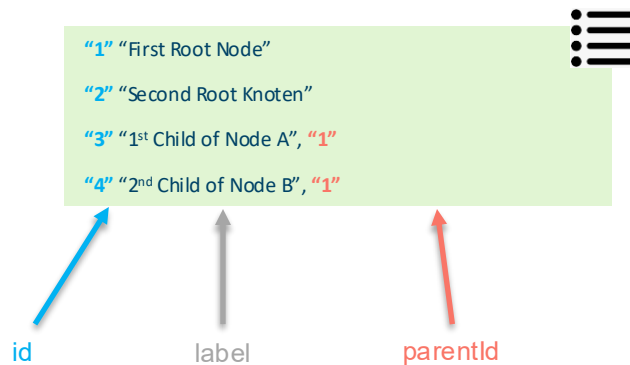 “1” “First Root Node”
“2” “Second Root Knoten”
“3” “1st Child of Node A”, “1”
“4” “2nd Child of Node B”, “1”
id label parentId